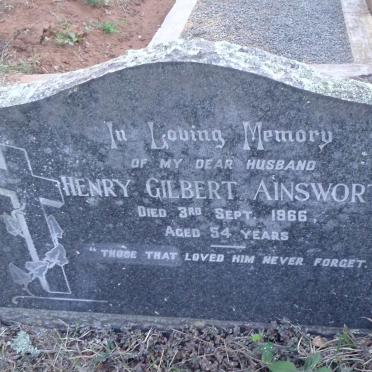 In Loving Memory
OF MY DEAR HUSBAND
HENRY GILBERT AINSWORT
DIED 3RD SEPT. 1966.
AGED 54 YEARS
"THOSE THAT LOVED HIM NEVER FORGET.